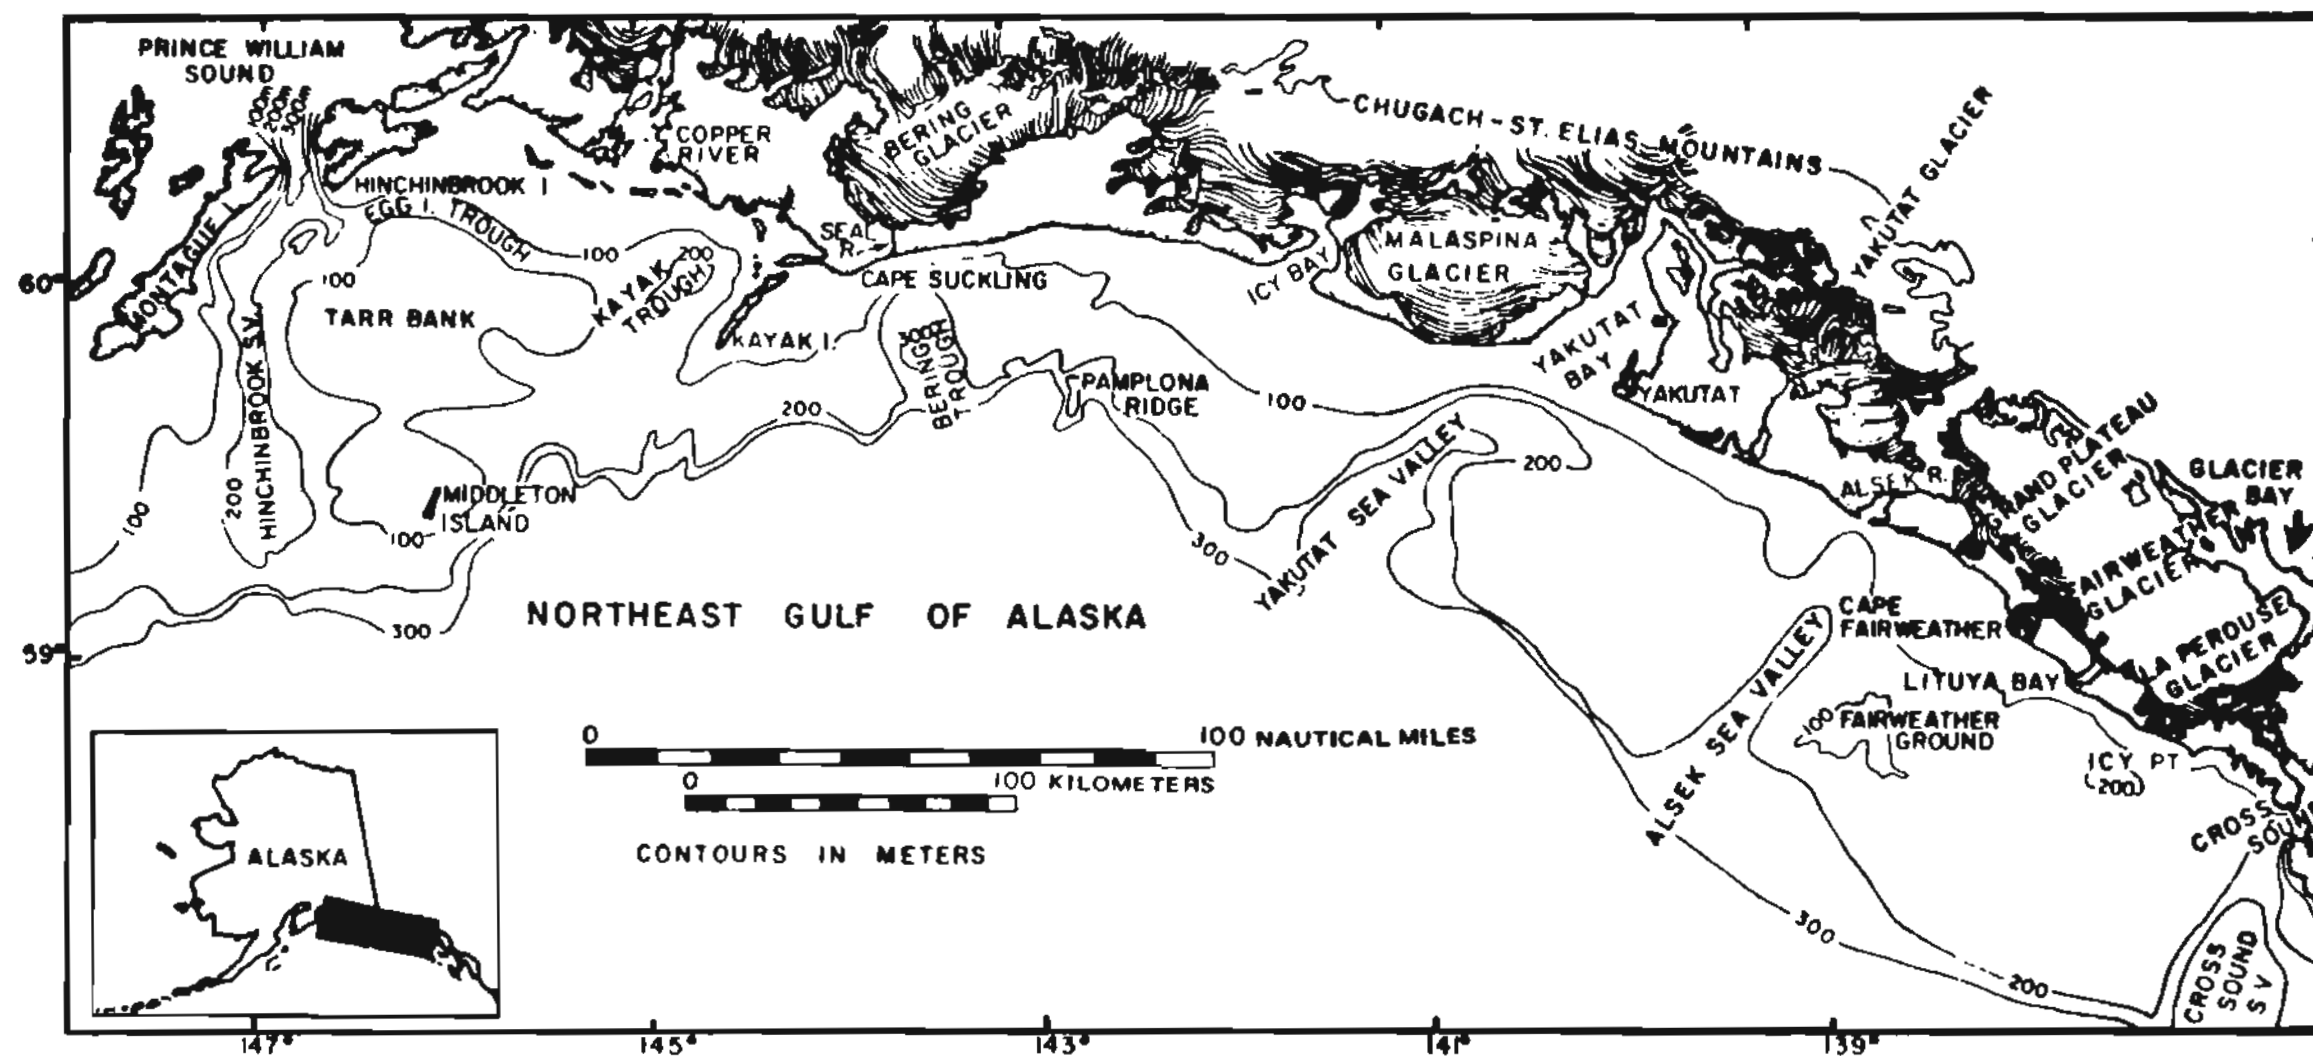 PRINCE WILLIAM
SOUND
100m
200m
300m
COPPER
RIVER
BERING
GLACIER
CHUGACH-ST. ELIAS MOUNTAINS
YAKUTAT GLACIER
HINCHINBROOK I
EGG I. TROUGH
MONTAGUE I.
SEAL
R.
MALASPINA
GLACIER
ICY BAY
100
200
KAYAK
TROUGH
CAPE SUCKLING
60°
100
TARR BANK
KAYAK I.
300
BERING
TROUGH
YAKUTAT
BAY
YAKUTAT
PAMPLONA
RIDGE
100
200
HINCHINBROOK S.V.
200
100
MIDDLETON
ISLAND
100
300
YAKUTAT SEA VALLEY
200
ALSEK R.
GRAND PLATEAU
GLACIER
GLACIER
BAY
FAIRWEATHER
GLACIER
CAPE
FAIRWEATHER
NORTHEAST GULF OF ALASKA
300
59°
LA PEROUSE
GLACIER
LITUYA BAY
ALSEK SEA VALLEY
100
FAIRWEATHER
GROUND
ICY PT
(200)
CROSS
SOUN
0 100 NAUTICAL MILES
0 100 KILOMETERS
CONTOURS IN METERS
ALASKA
300
200
CROSS
SOUND
S V
147°
145°
143°
141°
139°